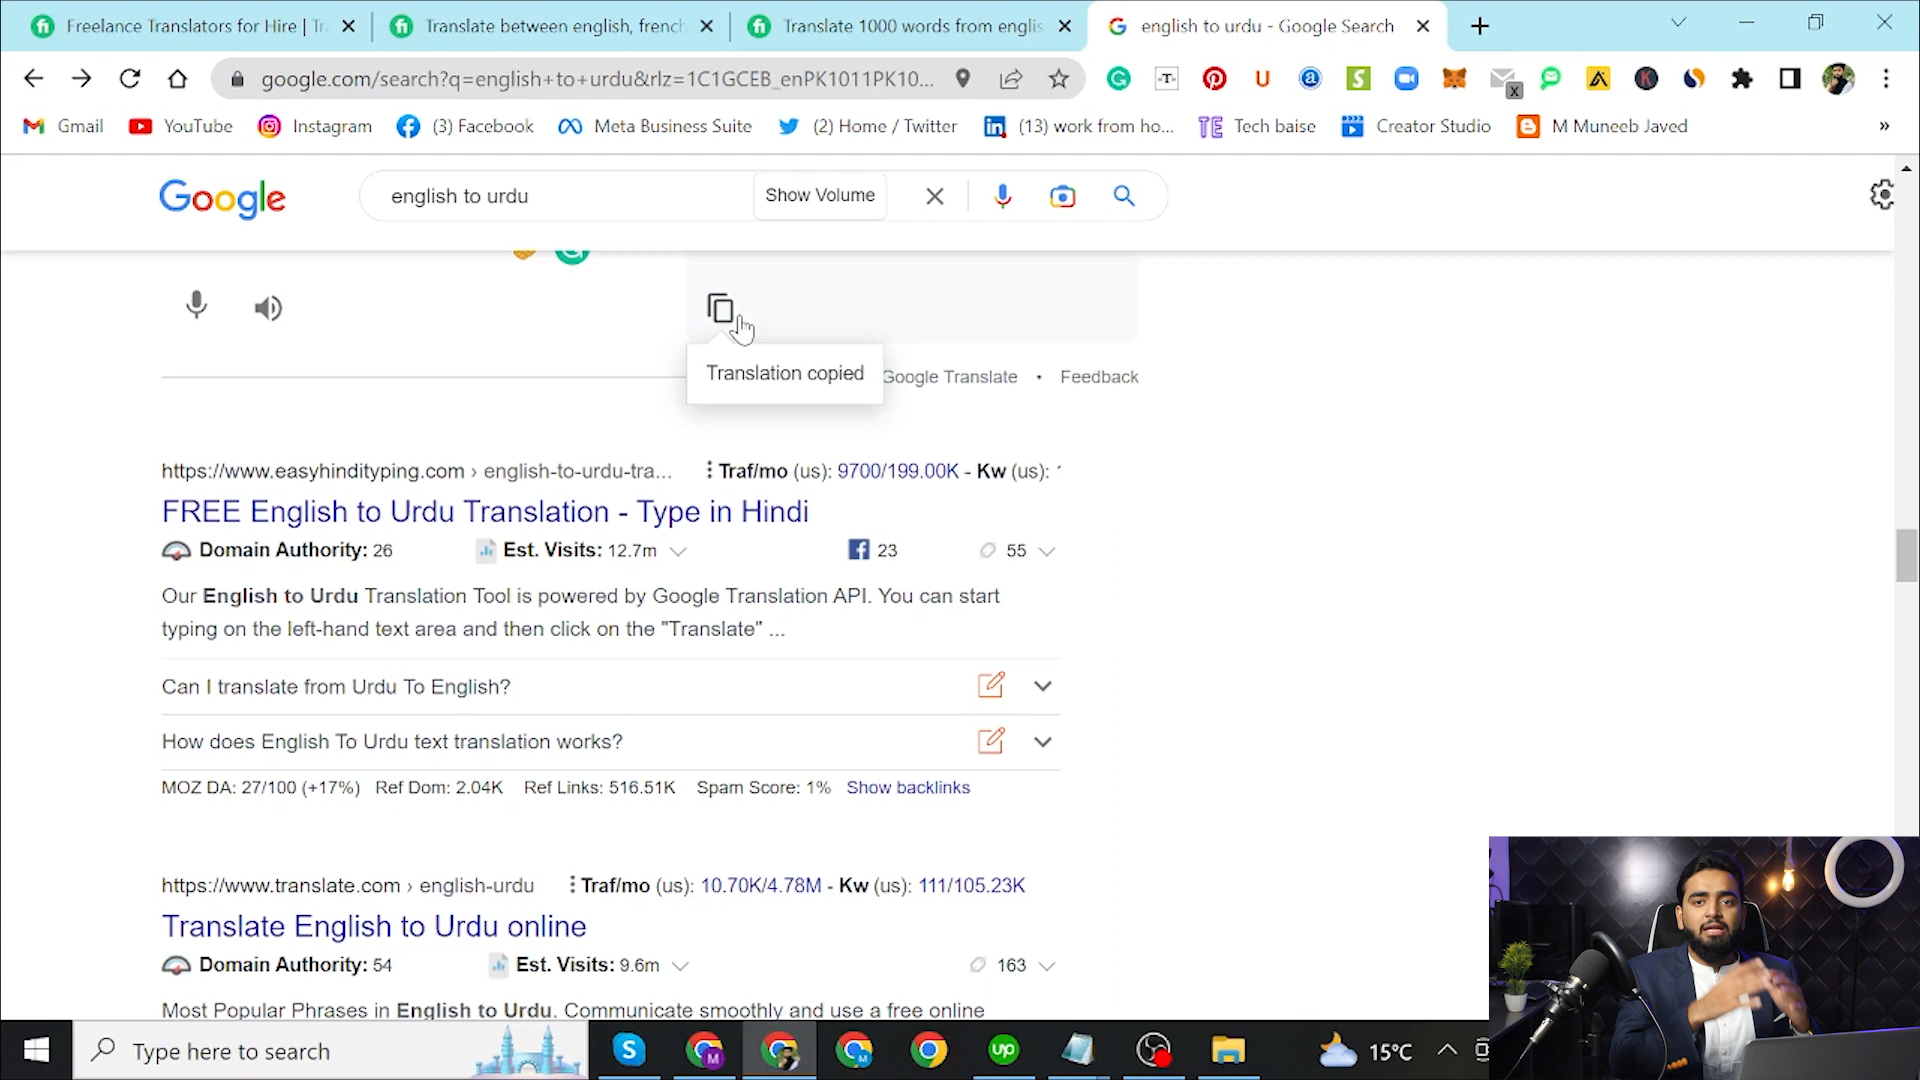 Freelance Translators for Hire | Tr
Translate between english, french
Translate 1000 words from englis
english to urdu - Google Search
google.com/search?q=english+to+urdu&rlz=1C1GCEB_enPK1011PK10...
Gmail
YouTube
Instagram
(3) Facebook
Meta Business Suite
(2) Home / Twitter
(13) work from ho...
Tech baise
Creator Studio
M Muneeb Javed
»
Google
english to urdu
Show Volume
Translation copied
Google Translate • Feedback
https://www.easyhindityping.com › english-to-urdu-tra...
Traf/mo (us): 9700/199.00K - Kw (us):
FREE English to Urdu Translation - Type in Hindi
Domain Authority: 26
Est. Visits: 12.7m
23
55
Our English to Urdu Translation Tool is powered by Google Translation API. You can start
typing on the left-hand text area and then click on the "Translate" ...
Can I translate from Urdu To English?
How does English To Urdu text translation works?
MOZ DA: 27/100 (+17%) Ref Dom: 2.04K Ref Links: 516.51K Spam Score: 1% Show backlinks
https://www.translate.com › english-urdu
Traf/mo (us): 10.70K/4.78M - Kw (us): 111/105.23K
Translate English to Urdu online
Domain Authority: 54
Est. Visits: 9.6m
163
Most Popular Phrases in English to Urdu. Communicate smoothly and use a free online
Type here to search
15°C